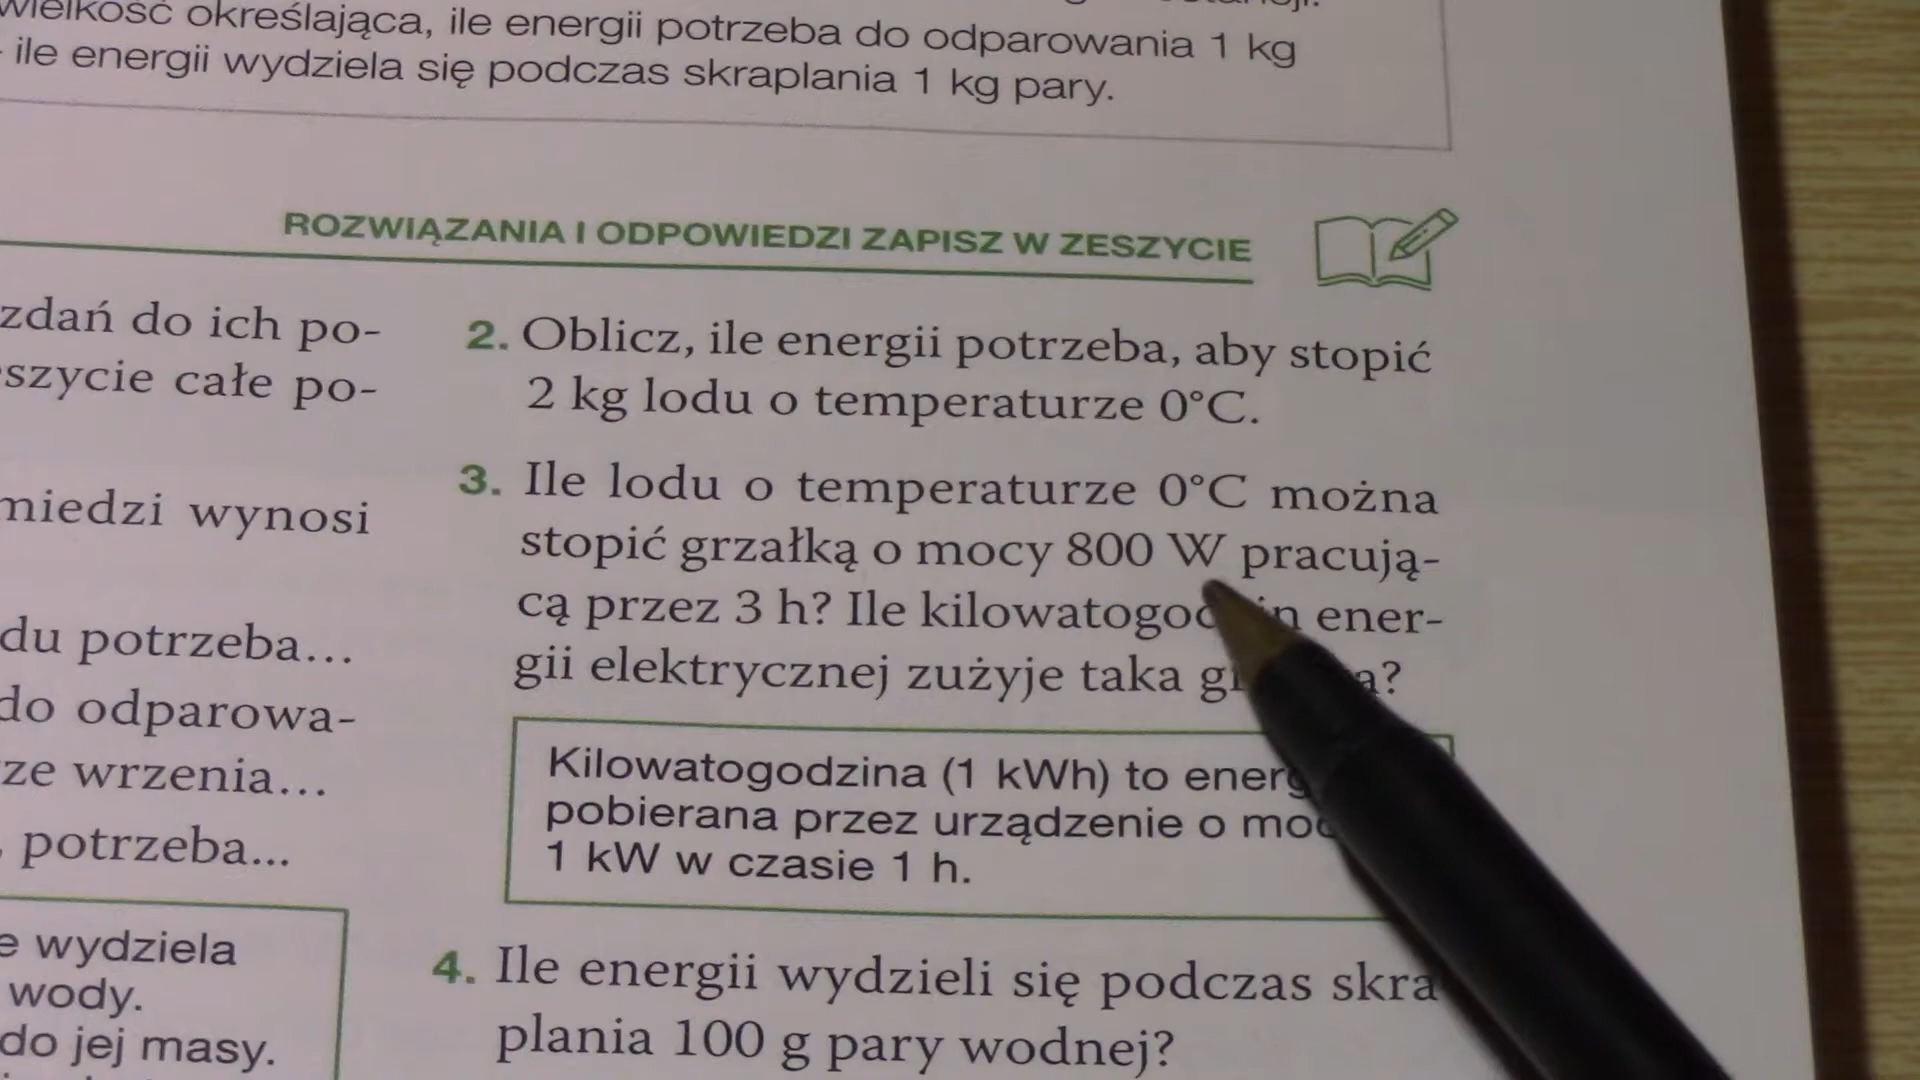 wielkość określająca, ile energii potrzeba do odparowania 1 kg
- ile energii wydziela się podczas skraplania 1 kg pary.
ROZWIĄZANIA I ODPOWIEDZI ZAPISZ W ZESZYCIE
zdań do ich po-
szycie całe po-
miedzi wynosi
du potrzeba...
do odparowa-
ze wrzenia...
, potrzeba...
e wydziela
wody.
do jej masy.
2. Oblicz, ile energii potrzeba, aby stopić
2 kg lodu o temperaturze 0°C.
3. Ile lodu o temperaturze 0°C można
stopić grzałką o mocy 800 W pracują-
cą przez 3 h? Ile ener-
gii elektrycznej zużyje taka
Kilowatogodzina (1 kWh) to
pobierana przez urządzenie o
1 kW w czasie 1 h.
4. Ile energii wydzieli się podczas skra
plania 100 g pary wodnej?